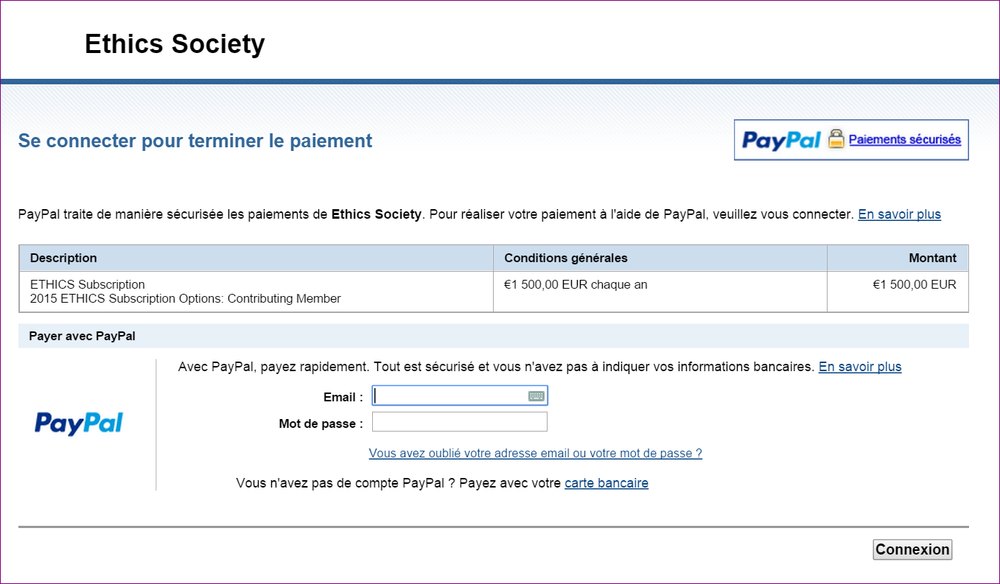 Ethics Society
Se connecter pour terminer le paiement
PayPal Paiements sécurisés
PayPal traite de manière sécurisée les paiements de Ethics Society. Pour réaliser votre paiement à l'aide de PayPal, veuillez vous connecter. En savoir plus
Description Conditions générales Montant
ETHICS Subscription €1 500,00 EUR chaque an €1 500,00 EUR
2015 ETHICS Subscription Options: Contributing Member
Payer avec PayPal
Avec PayPal, payez rapidement. Tout est sécurisé et vous n'avez pas à indiquer vos informations bancaires. En savoir plus
Email :
PayPal
Mot de passe :
Vous avez oublié votre adresse email ou votre mot de passe ?
Vous n'avez pas de compte PayPal ? Payez avec votre carte bancaire
Connexion